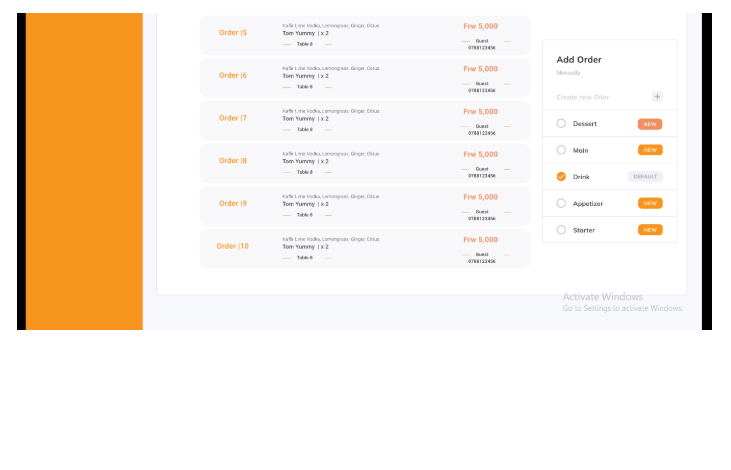 Order |5
Kaffir Lime Vodka, Lemongrass, Ginger, Citrus
Tom Yummy | x 2
Table 8
Frw 5,000
Guest
0788123456
Order |6
Kaffir Lime Vodka, Lemongrass, Ginger, Citrus
Tom Yummy | x 2
Table 8
Frw 5,000
Guest
0788123456
Order |7
Kaffir Lime Vodka, Lemongrass, Ginger, Citrus
Tom Yummy | x 2
Table 8
Frw 5,000
Guest
0788123456
Order |8
Kaffir Lime Vodka, Lemongrass, Ginger, Citrus
Tom Yummy | x 2
Table 8
Frw 5,000
Guest
0788123456
Order |9
Kaffir Lime Vodka, Lemongrass, Ginger, Citrus
Tom Yummy | x 2
Table 8
Frw 5,000
Guest
0788123456
Order |10
Kaffir Lime Vodka, Lemongrass, Ginger, Citrus
Tom Yummy | x 2
Table 8
Frw 5,000
Guest
0788123456
Add Order
Manually
Create new Oder +
Dessert NEW
Main NEW
Drink DEFAULT
Appetizer NEW
Starter NEW
Activate Windows
Go to Settings to activate Windows.